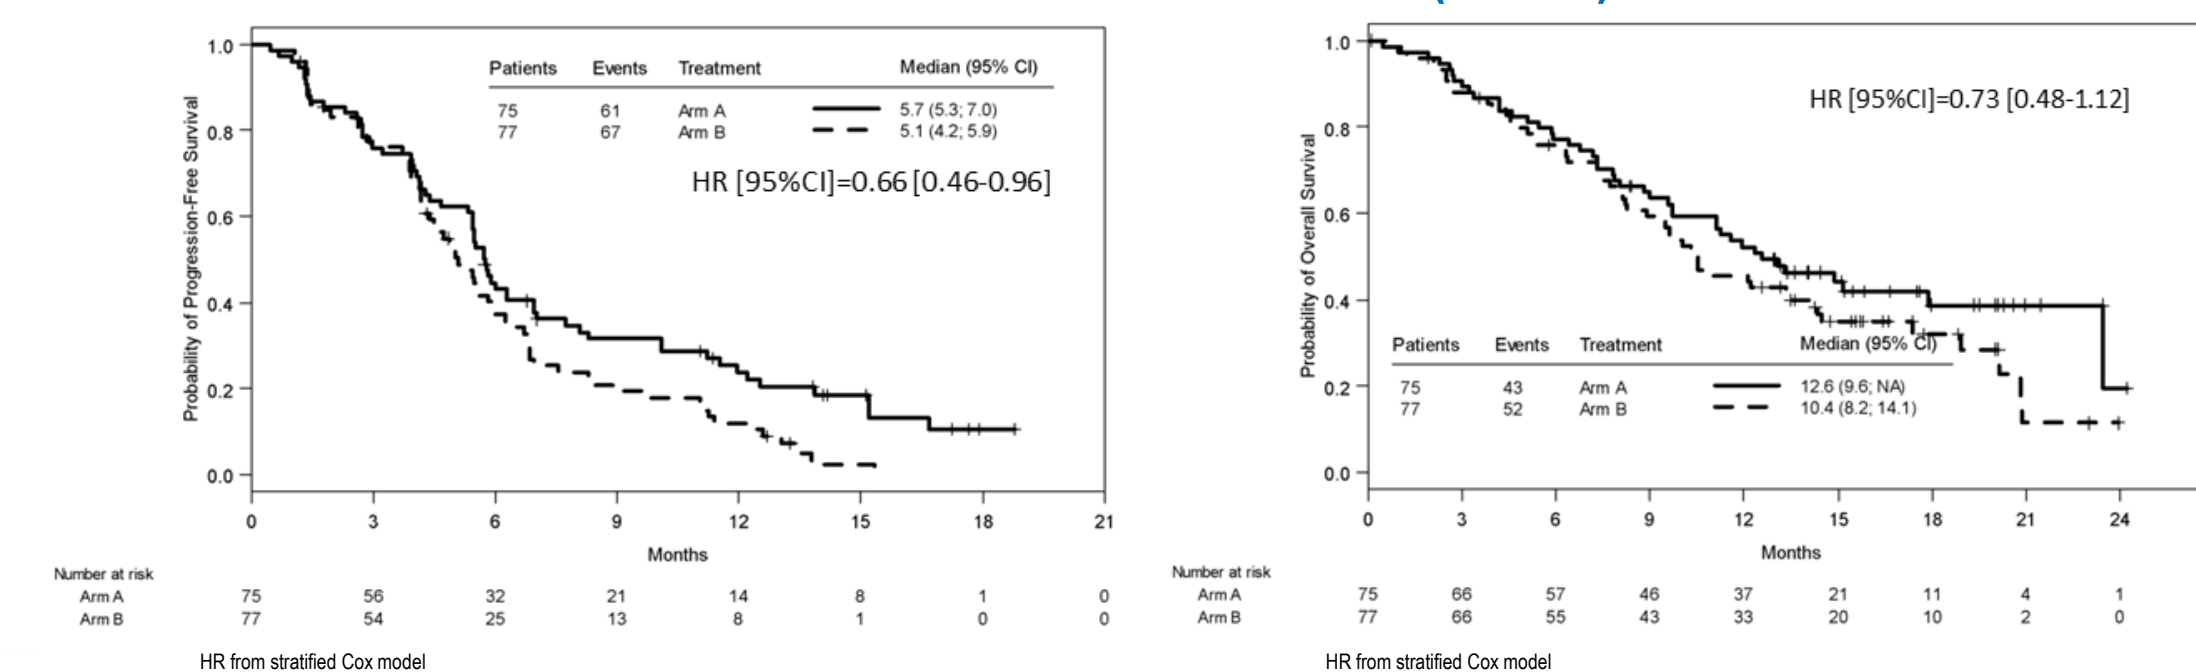 Probability of Progression-Free Survival
1.0
0.8
0.6
0.4
0.2
0.0
Patients Events Treatment Median (95% CI)
75 61 Arm A 5.7 (5.3; 7.0)
77 67 Arm B 5.1 (4.2; 5.9)
HR [95%CI]=0.66 [0.46-0.96]
0 3 6 9 12 15 18 21
Months
Number at risk
Arm A 75 56 32 21 14 8 1 0
Arm B 77 54 25 13 8 1 0 0
HR from stratified Cox model
Probability of Overall Survival
1.0
0.8
0.6
0.4
0.2
0.0
HR [95%CI]=0.73 [0.48-1.12]
Patients Events Treatment Median (95% CI)
75 43 Arm A 12.6 (9.6; NA)
77 52 Arm B 10.4 (8.2; 14.1)
0 3 6 9 12 15 18 21 24
Months
Number at risk
Arm A 75 66 57 46 37 21 11 4 1
Arm B 77 66 55 43 33 20 10 2 0
HR from stratified Cox model